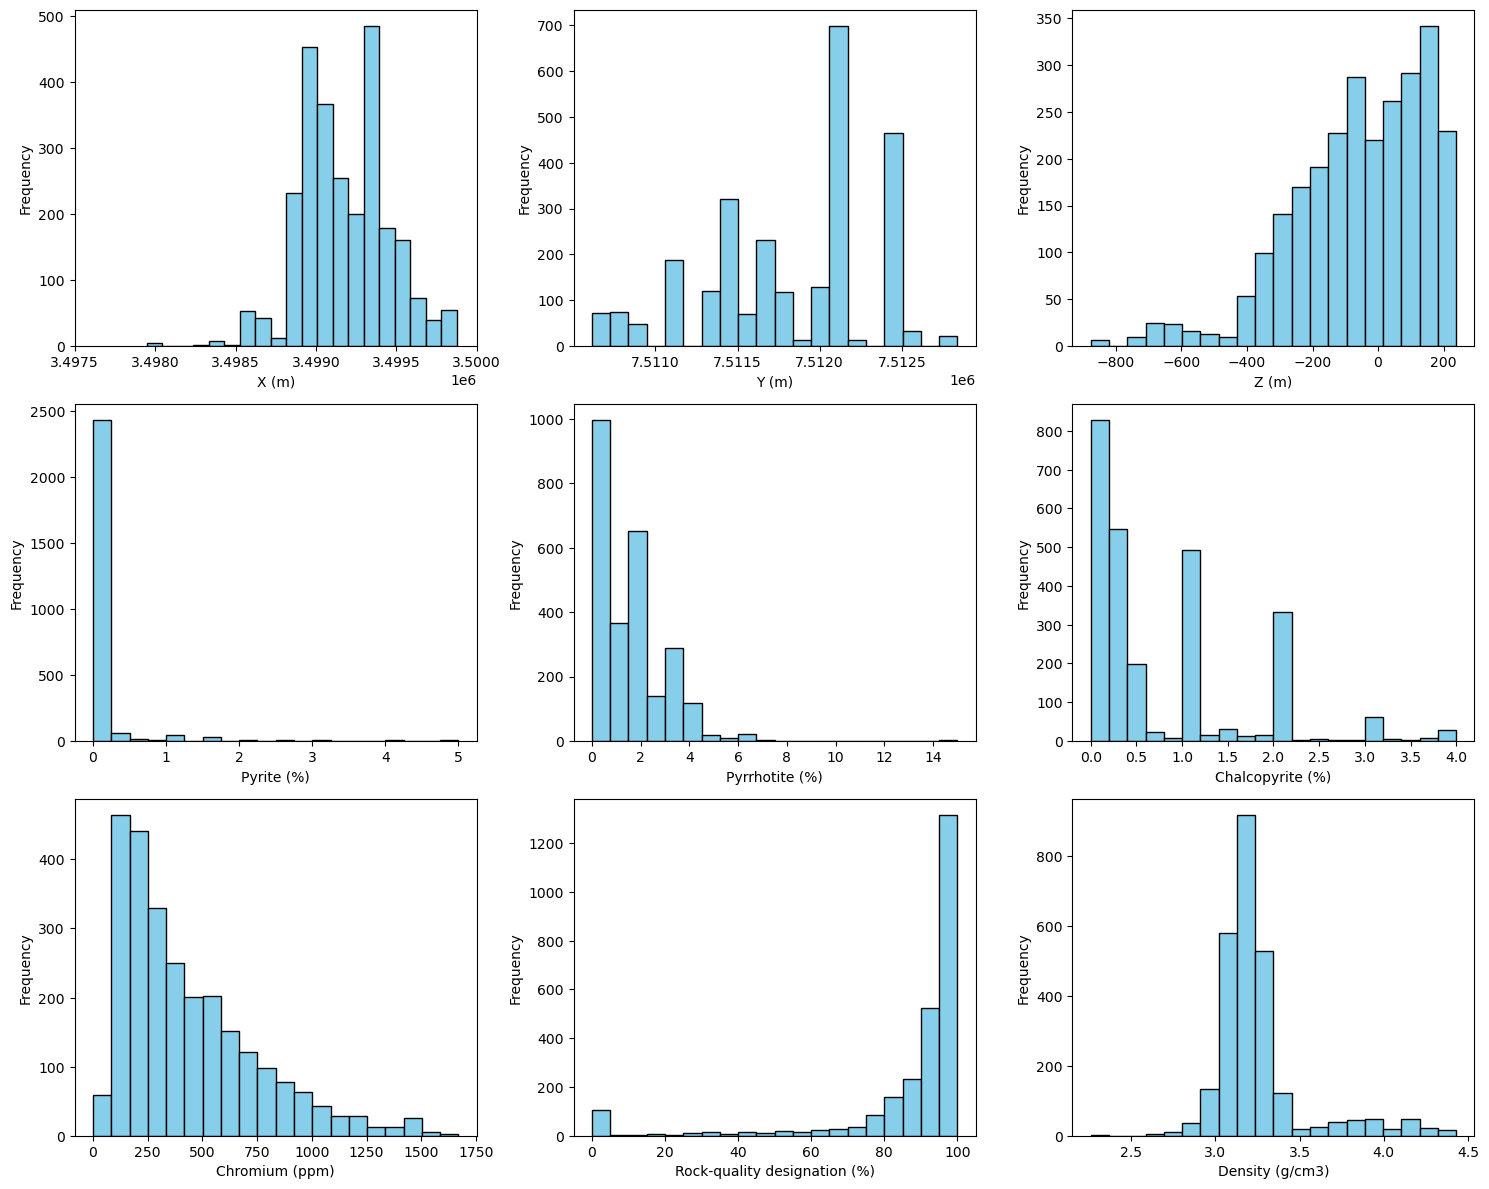 500
400
300
200
100
0
Frequency
3.4975 3.4980 3.4985 3.4990 3.4995 3.5000
1e6
X (m)
700
600
500
400
300
200
100
0
Frequency
7.5110 7.5115 7.5120 7.5125
1e6
Y (m)
350
300
250
200
150
100
50
0
Frequency
−800 −600 −400 −200 0 200
Z (m)
2500
2000
1500
1000
500
0
Frequency
0 1 2 3 4 5
Pyrite (%)
1000
800
600
400
200
0
Frequency
0 2 4 6 8 10 12 14
Pyrrhotite (%)
800
700
600
500
400
300
200
100
0
Frequency
0.0 0.5 1.0 1.5 2.0 2.5 3.0 3.5 4.0
Chalcopyrite (%)
400
300
200
100
0
Frequency
0 250 500 750 1000 1250 1500 1750
Chromium (ppm)
1200
1000
800
600
400
200
0
Frequency
0 20 40 60 80 100
Rock-quality designation (%)
800
600
400
200
0
Frequency
2.5 3.0 3.5 4.0 4.5
Density (g/cm3)